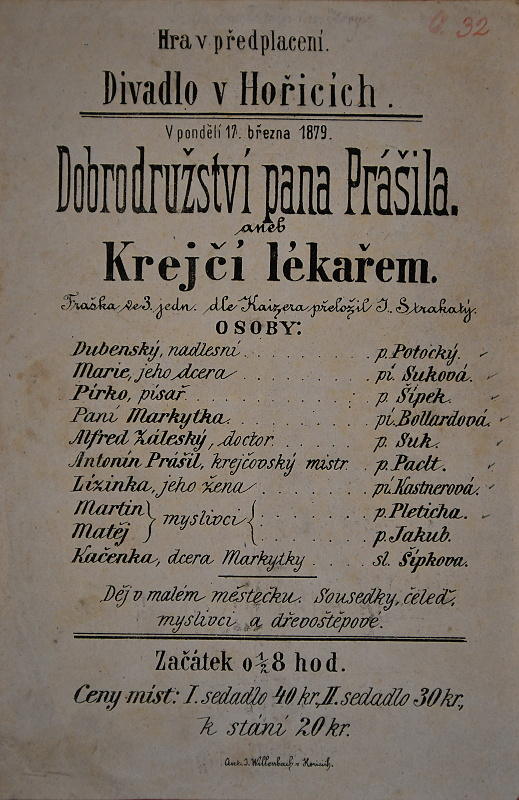 C. 32
Hra v předplacení.
Divadlo v Hořicích.
V pondělí 17. března 1879.
Dobrodružství pana Prášila.
aneb
Krejčí lékařem.
Fraška ve 3. jedn. dle Kaizera přeložil J. Strakatý.
OSOBY:
Dubenský, nadlesní . . . . . . . . p. Potocký.
Marie, jeho dcera . . . . . . . . pí. Suková.
Pírko, písař . . . . . . . . p. Šípek.
Paní Markytka . . . . . . . . pí. Bollardová.
Alfred Záleský, doctor . . . . . . . . p. Suk.
Antonín Prášil, krejčovský mistr . p. Paclt.
Lízinka, jeho žena . . . . . . . . pí. Kastnerová.
Martin } myslivci { . . . . p. Pleticha.
Matěj } { . . . . p. Jakub.
Kačenka, dcera Markytky . . . . sl. Šípkova.
Děj v malém městečku. Sousedky, čeleď,
myslivci a dřevoštěpové.
Začátek o ½8 hod.
Ceny míst: I. sedadlo 40 kr., II. sedadlo 30 kr.,
k stání 20 kr.
Aut. J. Willenbach v Hořicích.